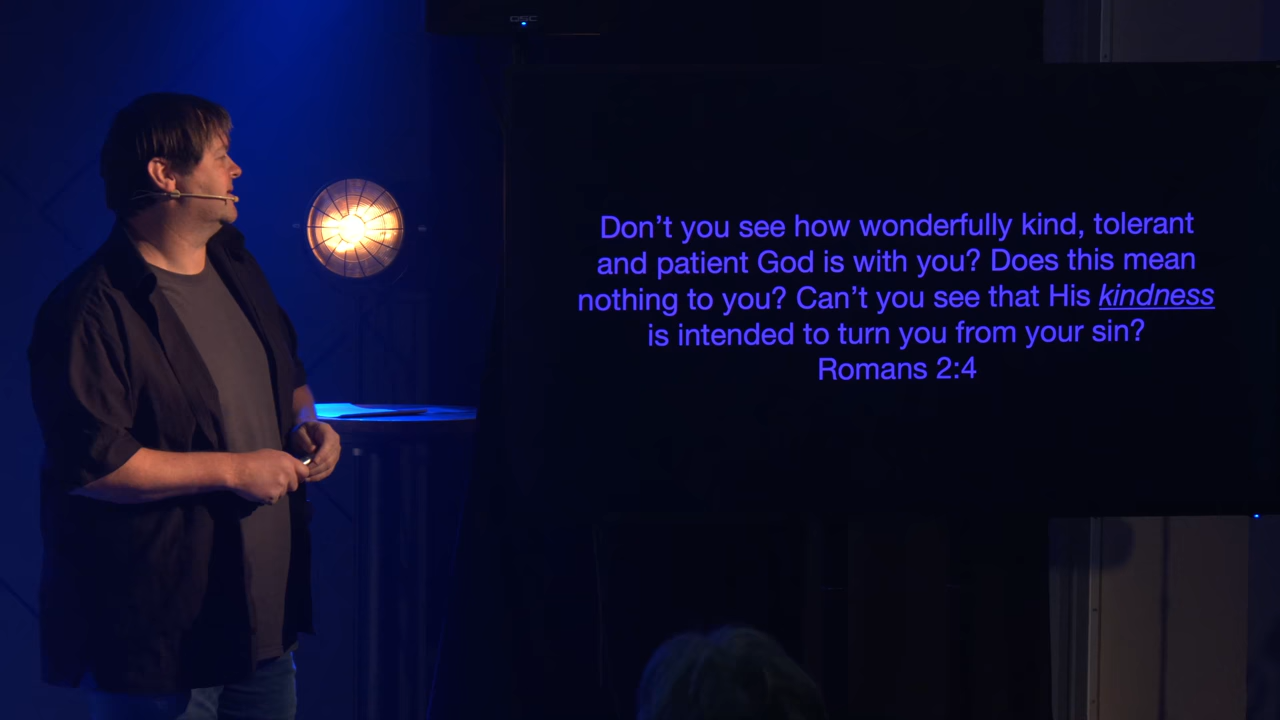 QSC
Don’t you see how wonderfully kind, tolerant
and patient God is with you? Does this mean
nothing to you? Can’t you see that His kindness
is intended to turn you from your sin?
Romans 2:4